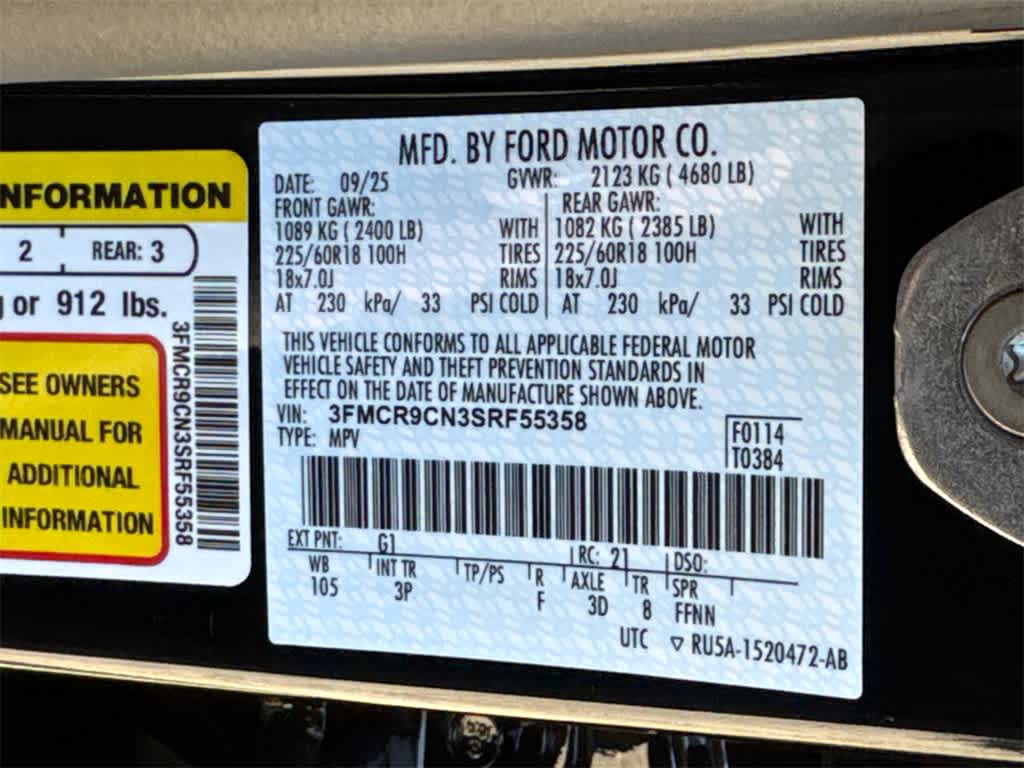 NFORMATION
2 REAR: 3
or 912 lbs.
SEE OWNERS
MANUAL FOR
ADDITIONAL
INFORMATION
3FMCR9CN3SRF55358
MFD. BY FORD MOTOR CO.
DATE: 09/25 GVWR: 2123 KG ( 4680 LB)
FRONT GAWR: REAR GAWR:
1089 KG ( 2400 LB) WITH 1082 KG ( 2385 LB) WITH
225/60R18 100H TIRES 225/60R18 100H TIRES
18x7.0J RIMS 18x7.0J RIMS
AT 230 kPa/ 33 PSI COLD AT 230 kPa/ 33 PSI COLD
THIS VEHICLE CONFORMS TO ALL APPLICABLE FEDERAL MOTOR
VEHICLE SAFETY AND THEFT PREVENTION STANDARDS IN
EFFECT ON THE DATE OF MANUFACTURE SHOWN ABOVE.
VIN: 3FMCR9CN3SRF55358
TYPE: MPV
F0114
T0384
EXT PNT: G1 RC: 21 DSO:
WB INT TR TP/PS R AXLE TR SPR
105 3P F 3D 8 FFNN
UTC ▽ RU5A-1520472-AB